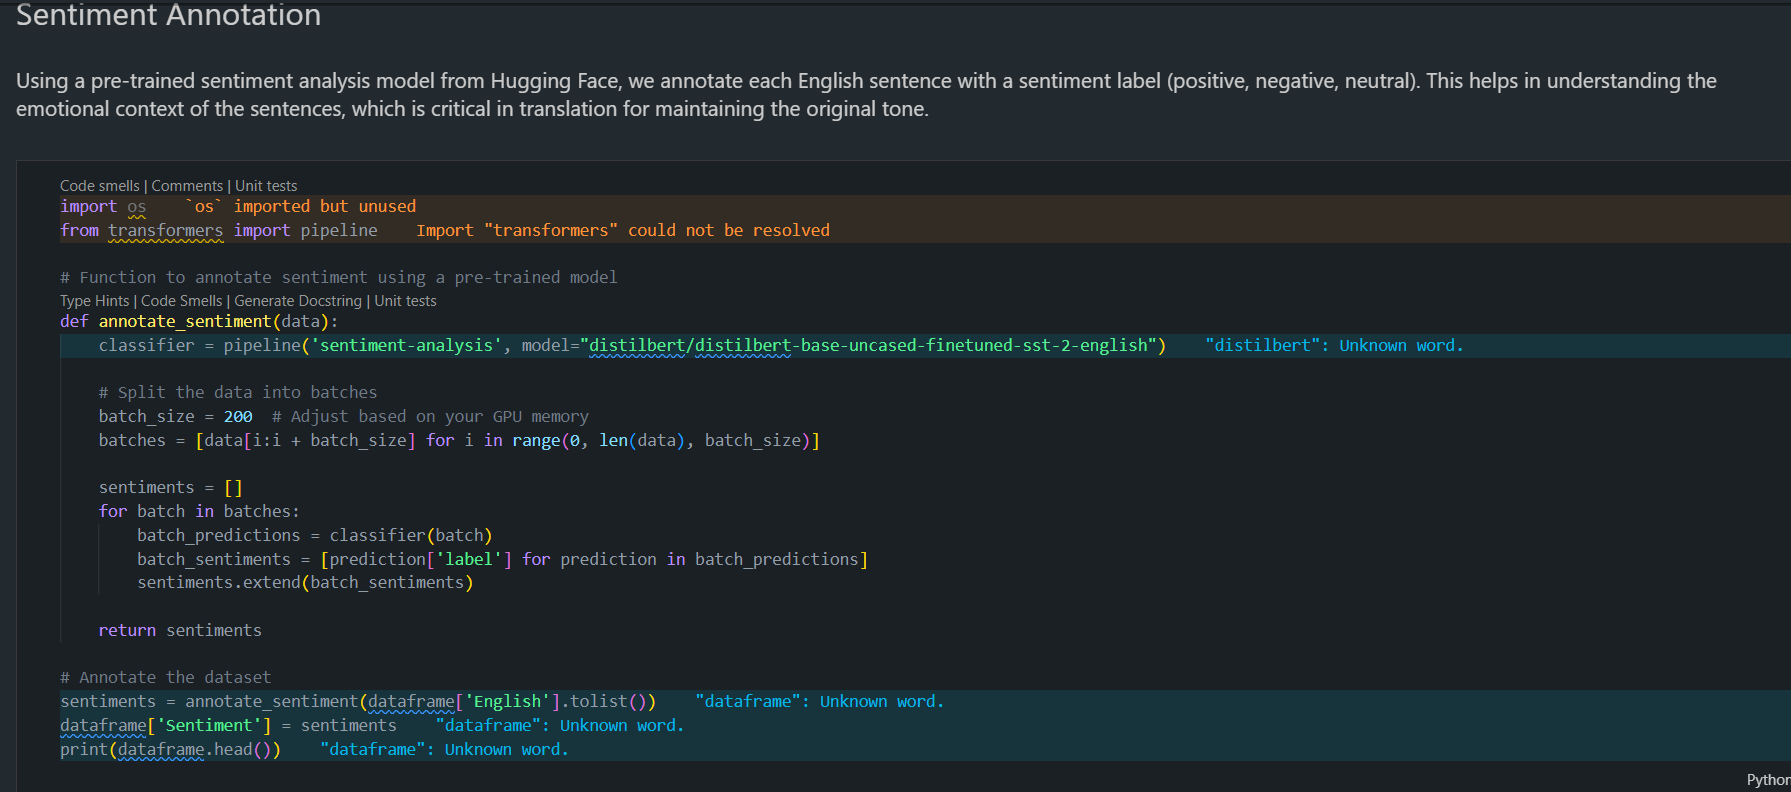 Sentiment Annotation
Using a pre-trained sentiment analysis model from Hugging Face, we annotate each English sentence with a sentiment label (positive, negative, neutral). This helps in understanding the
emotional context of the sentences, which is critical in translation for maintaining the original tone.
Code smells | Comments | Unit tests
import os    `os` imported but unused
from transformers import pipeline    Import "transformers" could not be resolved
# Function to annotate sentiment using a pre-trained model
Type Hints | Code Smells | Generate Docstring | Unit tests
def annotate_sentiment(data):
    classifier = pipeline('sentiment-analysis', model="distilbert/distilbert-base-uncased-finetuned-sst-2-english")    "distilbert": Unknown word.
    # Split the data into batches
    batch_size = 200  # Adjust based on your GPU memory
    batches = [data[i:i + batch_size] for i in range(0, len(data), batch_size)]
    sentiments = []
    for batch in batches:
        batch_predictions = classifier(batch)
        batch_sentiments = [prediction['label'] for prediction in batch_predictions]
        sentiments.extend(batch_sentiments)
    return sentiments
# Annotate the dataset
sentiments = annotate_sentiment(dataframe['English'].tolist())    "dataframe": Unknown word.
dataframe['Sentiment'] = sentiments    "dataframe": Unknown word.
print(dataframe.head())    "dataframe": Unknown word.
Python